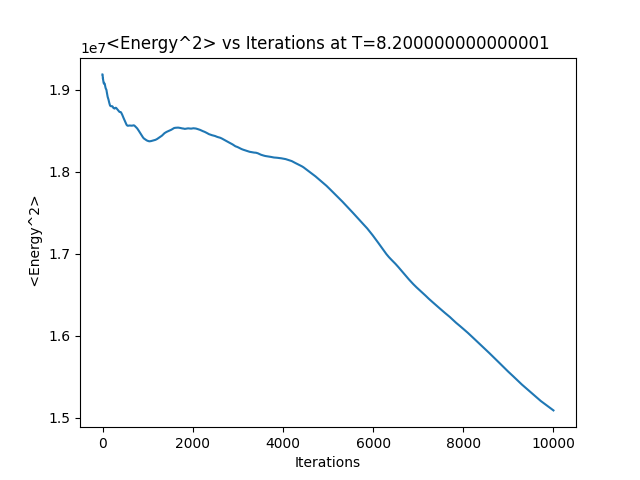 1e7
<Energy^2> vs Iterations at T=8.200000000000001
1.9
1.8
1.7
1.6
1.5
<Energy^2>
0 2000 4000 6000 8000 10000
Iterations